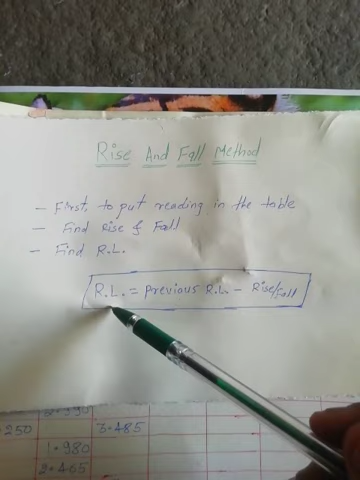 Rise And Fall Method
- First, to put reading in the table
- Find Rise & Fall
- Find R.L.
R.L. = previous R.L. - Rise/Fall
250 3.485
1.980
2.465